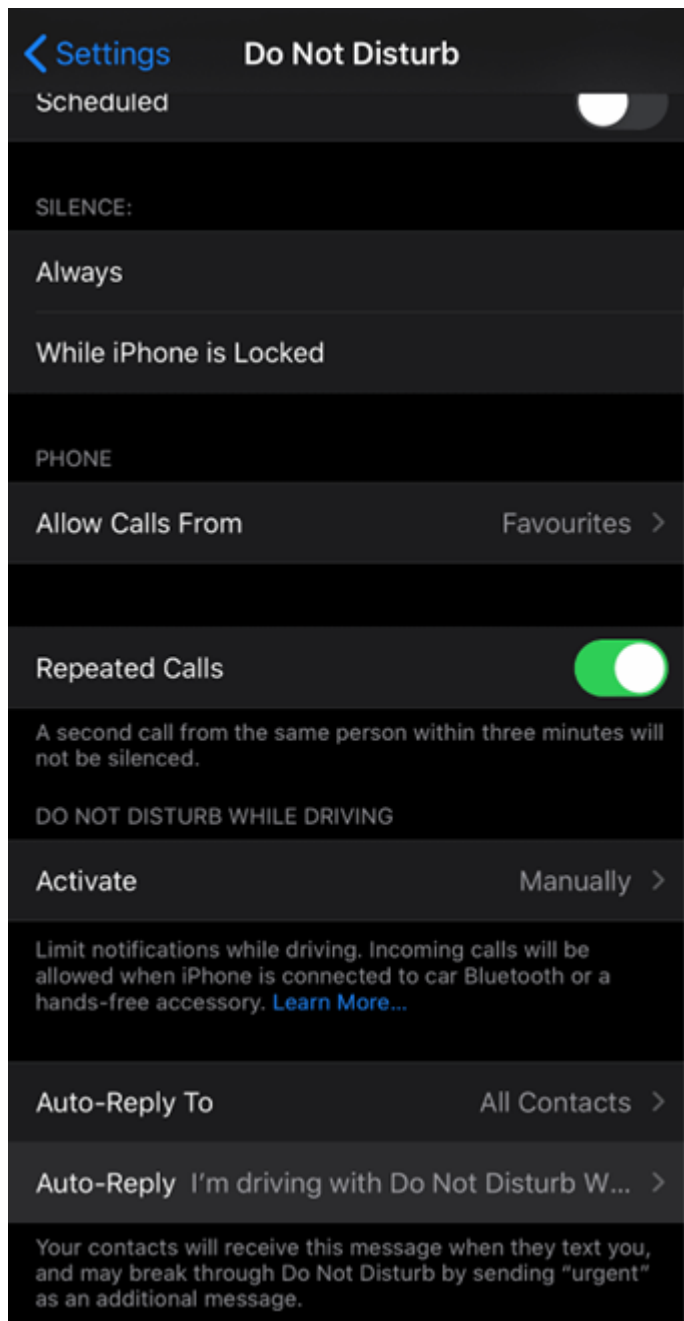 Settings Do Not Disturb
Scheduled
SILENCE:
Always
While iPhone is Locked
PHONE
Allow Calls From Favourites
Repeated Calls
A second call from the same person within three minutes will
not be silenced.
DO NOT DISTURB WHILE DRIVING
Activate Manually
Limit notifications while driving. Incoming calls will be
allowed when iPhone is connected to car Bluetooth or a
hands-free accessory. Learn More...
Auto-Reply To All Contacts
Auto-Reply I’m driving with Do Not Disturb W...
Your contacts will receive this message when they text you,
and may break through Do Not Disturb by sending “urgent”
as an additional message.